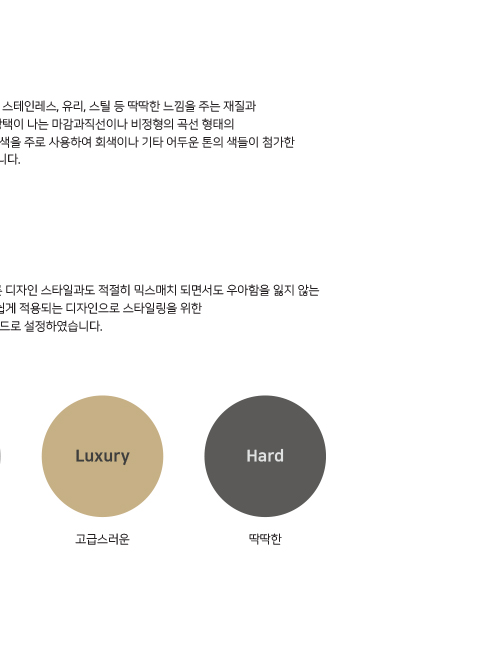 스테인레스, 유리, 스틸 등 딱딱한 느낌을 주는 재질과
나는 마감과직선이나 비정형의 곡선 형태의
색을 주로 사용하여 회색이나 기타 어두운 톤의 색들이 첨가한
니다.
디자인 스타일과도 적절히 믹스매치 되면서도 우아함을 잃지 않는
적용되는 디자인으로 스타일링을 위한
드로 설정하였습니다.
Luxury
Hard
고급스러운
딱딱한